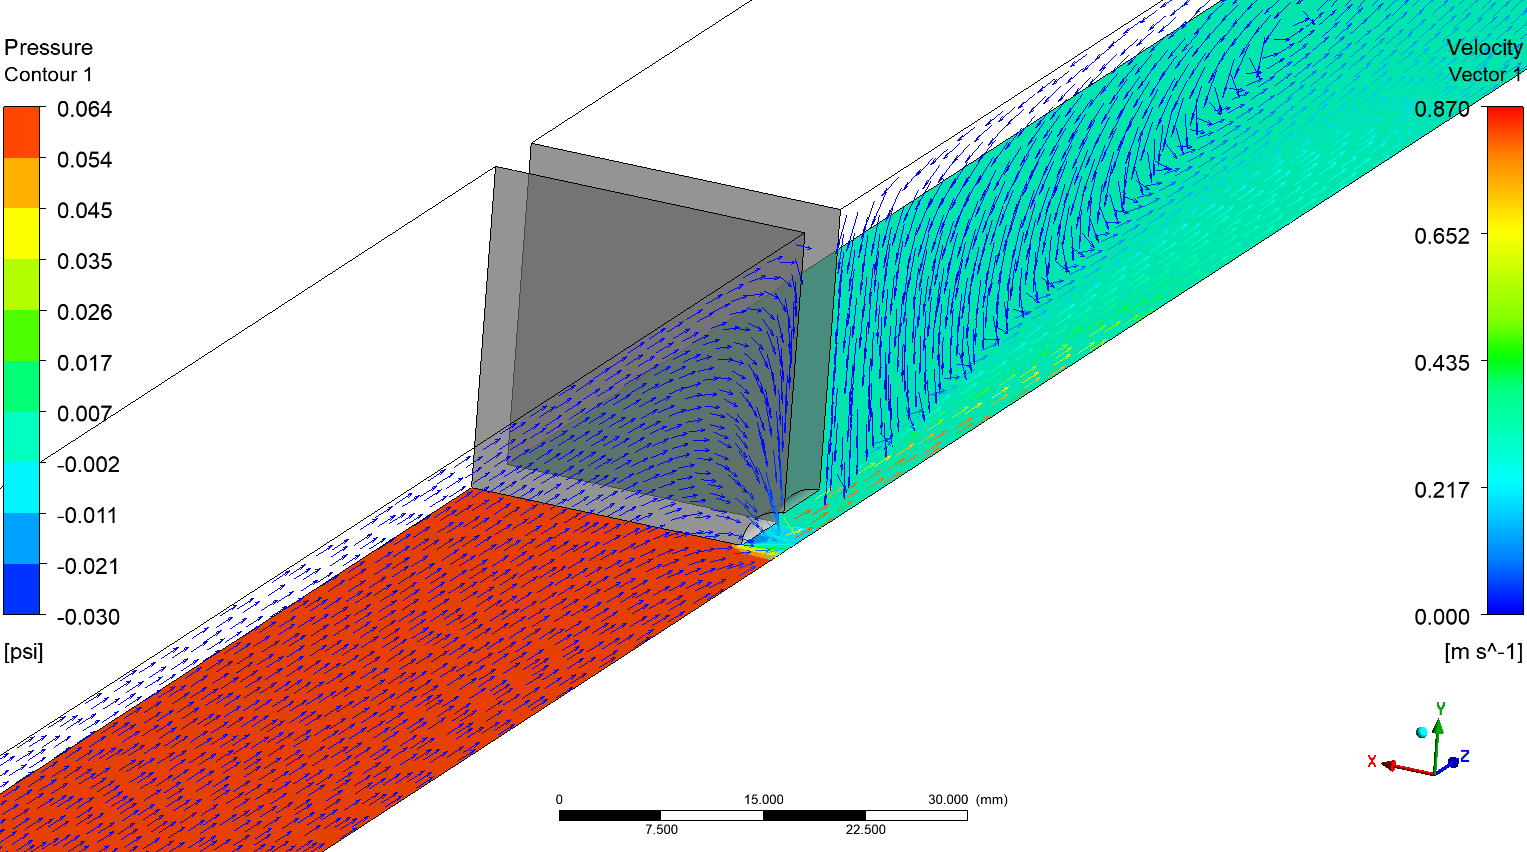 Pressure
Contour 1
0.064
0.054
0.045
0.035
0.026
0.017
0.007
-0.002
-0.011
-0.021
-0.030
[psi]
Velocity
Vector 1
0.870
0.652
0.435
0.217
0.000
[m s^-1]
0 15.000 30.000 (mm)
7.500 22.500
Y
X Z